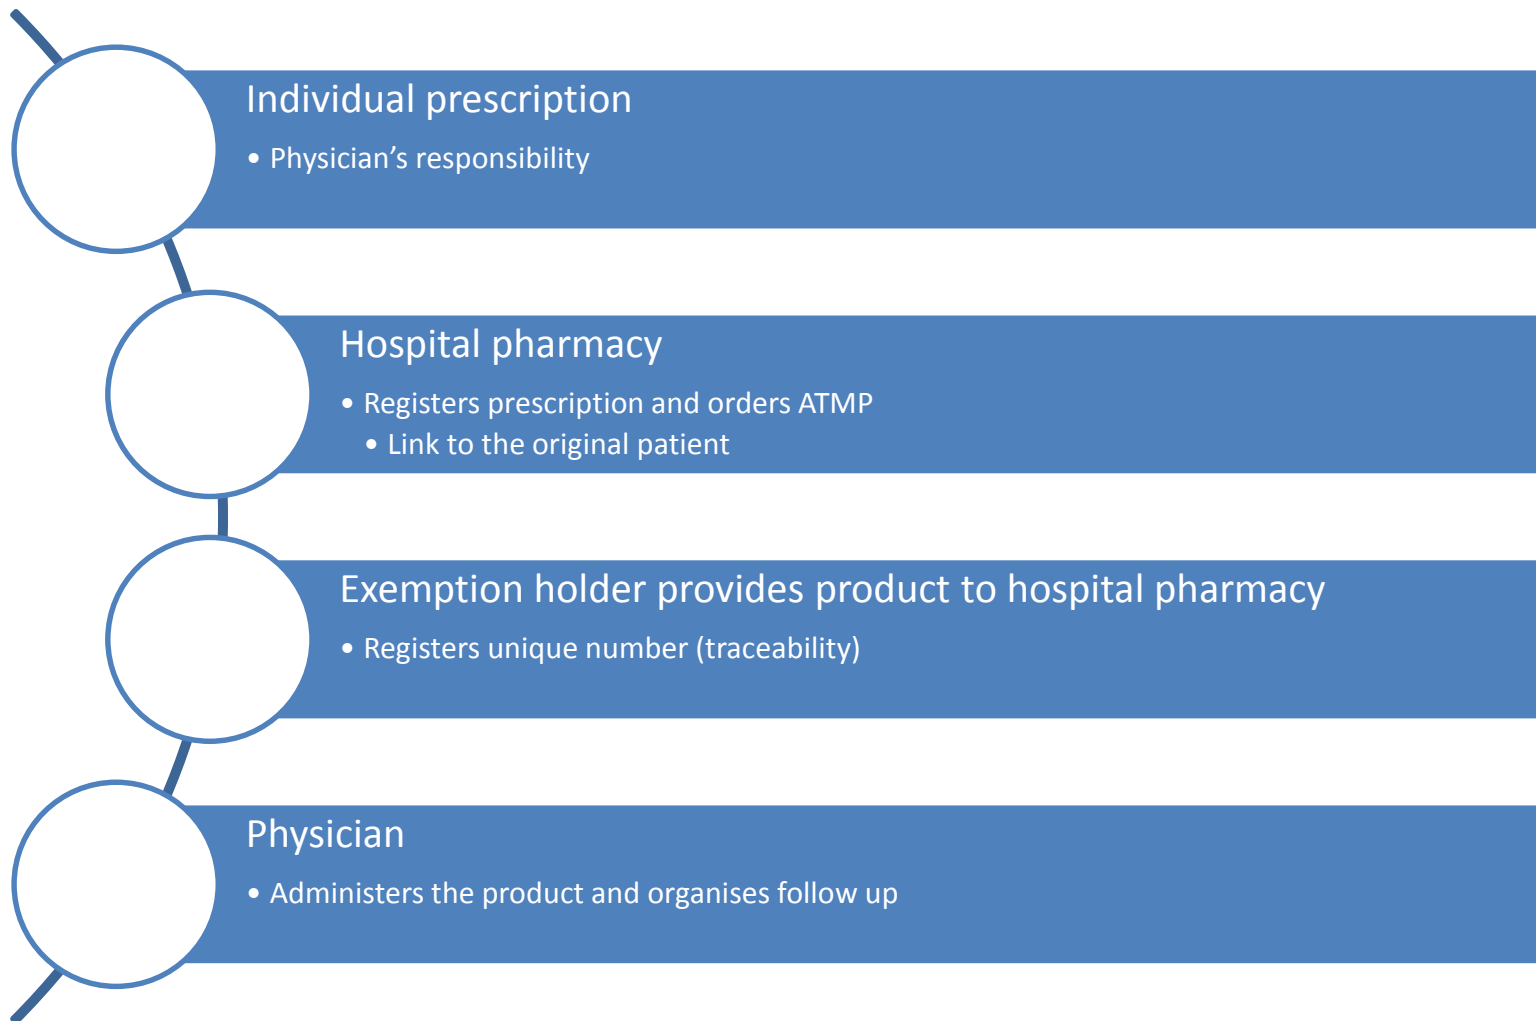 Individual prescription
• Physician’s responsibility
Hospital pharmacy
• Registers prescription and orders ATMP
• Link to the original patient
Exemption holder provides product to hospital pharmacy
• Registers unique number (traceability)
Physician
• Administers the product and organises follow up